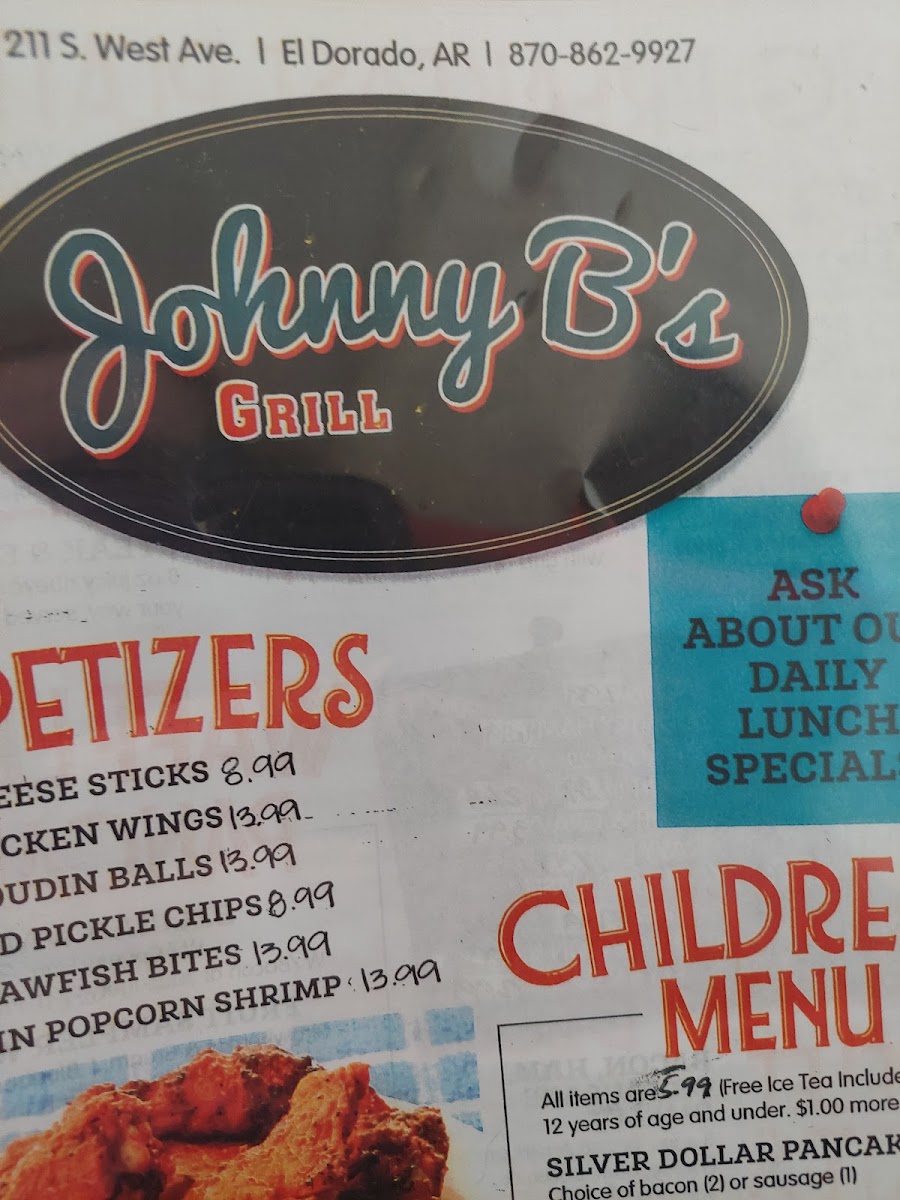 211 S. West Ave. | El Dorado, AR | 870-862-9927
Johnny B's
GRILL
ASK
ABOUT OU
DAILY
LUNCH
SPECIALS
PETIZERS
EESE STICKS 8.99
CKEN WINGS 13.99
OUDIN BALLS 13.99
D PICKLE CHIPS 8.99
AWFISH BITES 13.99
IN POPCORN SHRIMP 13.99
CHILDRE
MENU
All items are 5.99 (Free Ice Tea Include
12 years of age and under. $1.00 more
SILVER DOLLAR PANCAK
Choice of bacon (2) or sausage (1)